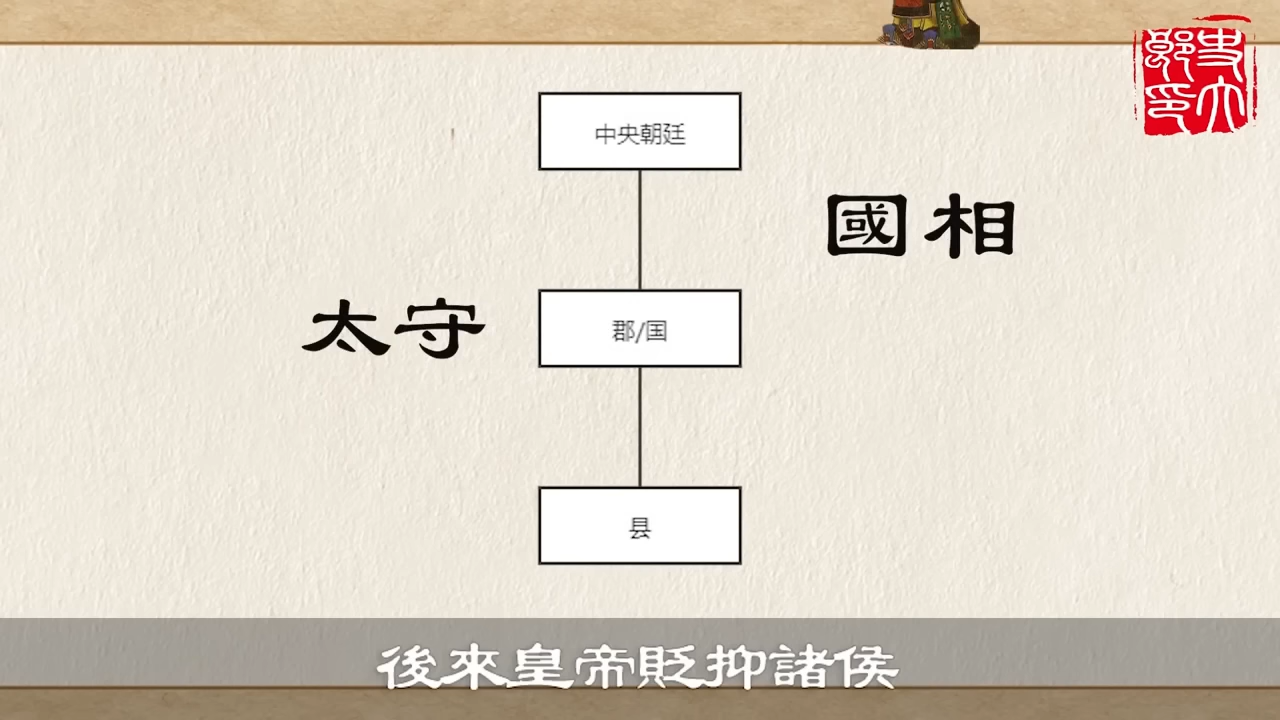 中央朝廷
國相
太守
郡/国
县
後來皇帝貶抑諸侯